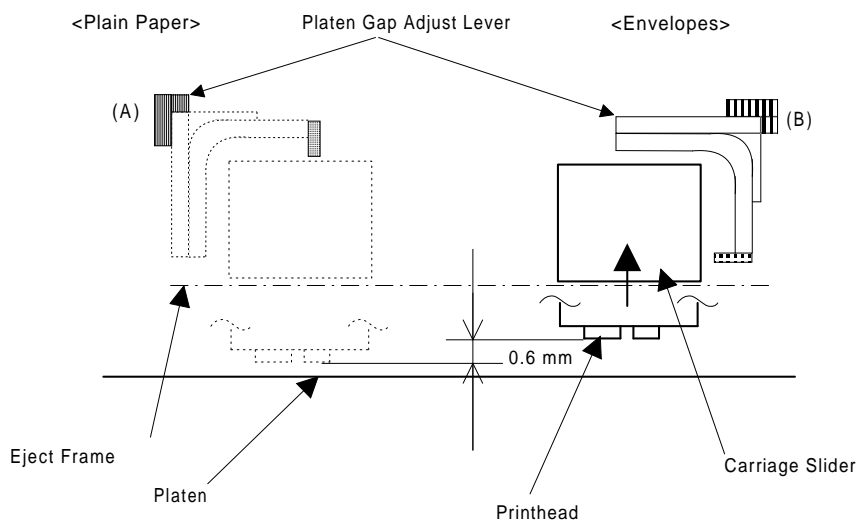 <Plain Paper>
Platen Gap Adjust Lever
<Envelopes>
(A)
(B)
0.6 mm
Eject Frame
Platen
Printhead
Carriage Slider